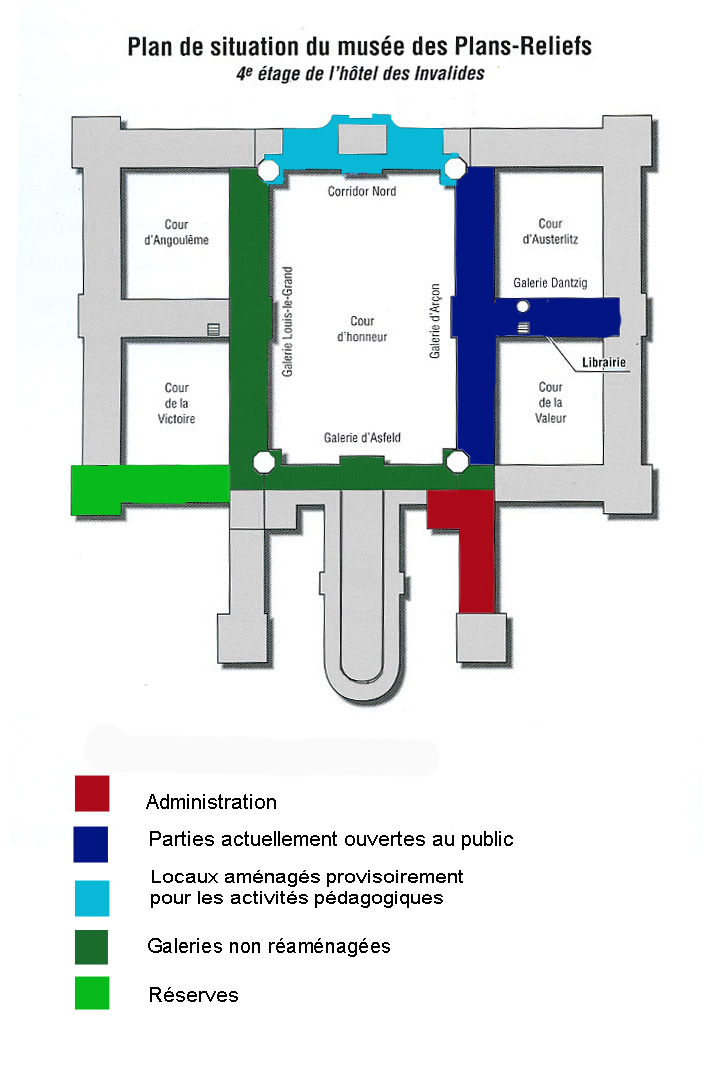 Plan de situation du musée des Plans-Reliefs
4e étage de l'hôtel des Invalides
Corridor Nord
Cour
d'Angoulême
Cour
d'Austerlitz
Galerie Louis-le-Grand
Galerie d'Arçon
Galerie Dantzig
Cour
d'honneur
Librairie
Cour
de la
Victoire
Cour
de la
Valeur
Galerie d'Asfeld
Administration
Parties actuellement ouvertes au public
Locaux aménagés provisoirement
pour les activités pédagogiques
Galeries non réaménagées
Réserves